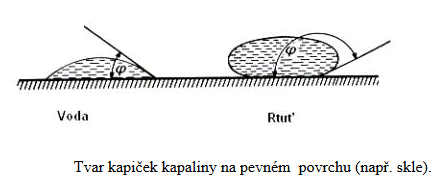 φ φ
Voda Rtuť
Tvar kapiček kapaliny na pevném povrchu (např. skle).